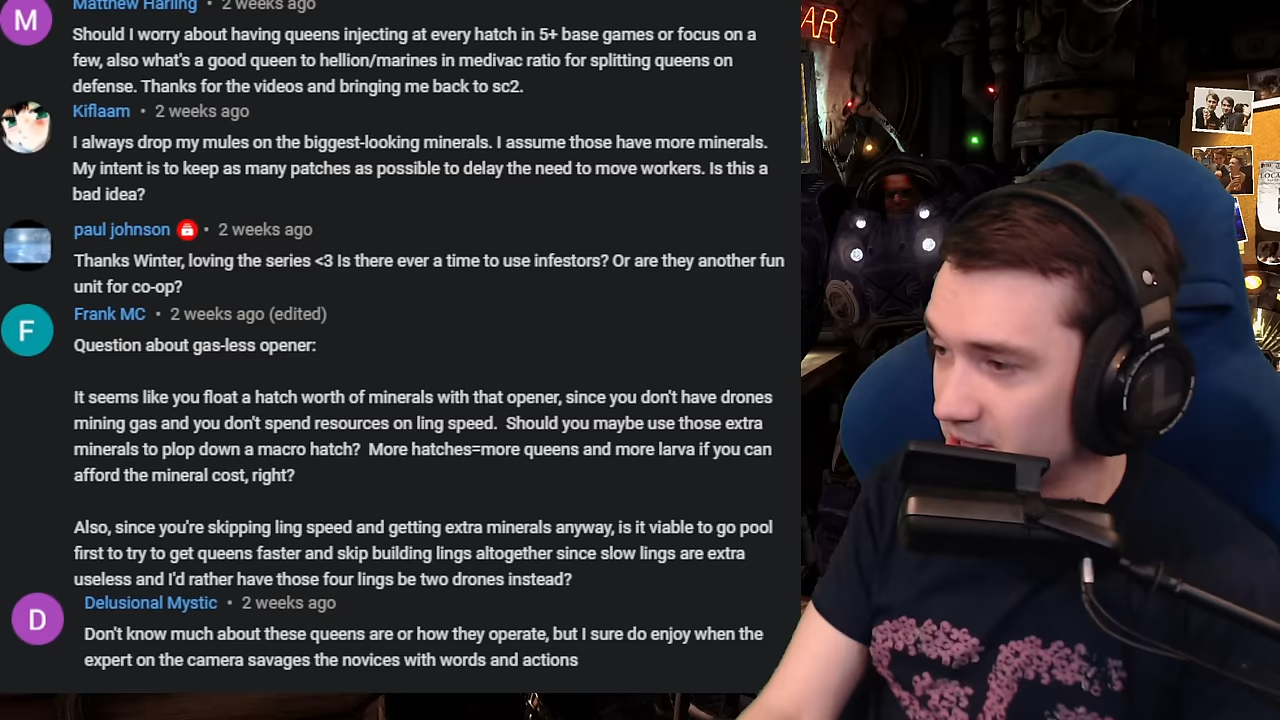 Matthew Harling • 2 weeks ago
Should I worry about having queens injecting at every hatch in 5+ base games or focus on a
few, also what's a good queen to hellion/marines in medivac ratio for splitting queens on
defense. Thanks for the videos and bringing me back to sc2.
Kiflaam • 2 weeks ago
I always drop my mules on the biggest-looking minerals. I assume those have more minerals.
My intent is to keep as many patches as possible to delay the need to move workers. Is this a
bad idea?
paul johnson • 2 weeks ago
Thanks Winter, loving the series <3 Is there ever a time to use infestors? Or are they another fun
unit for co-op?
Frank MC • 2 weeks ago (edited)
Question about gas-less opener:
It seems like you float a hatch worth of minerals with that opener, since you don't have drones
mining gas and you don't spend resources on ling speed. Should you maybe use those extra
minerals to plop down a macro hatch? More hatches=more queens and more larva if you can
afford the mineral cost, right?
Also, since you're skipping ling speed and getting extra minerals anyway, is it viable to go pool
first to try to get queens faster and skip building lings altogether since slow lings are extra
useless and I'd rather have those four lings be two drones instead?
Delusional Mystic • 2 weeks ago
Don't know much about these queens are or how they operate, but I sure do enjoy when the
expert on the camera savages the novices with words and actions
M
F
D
AR